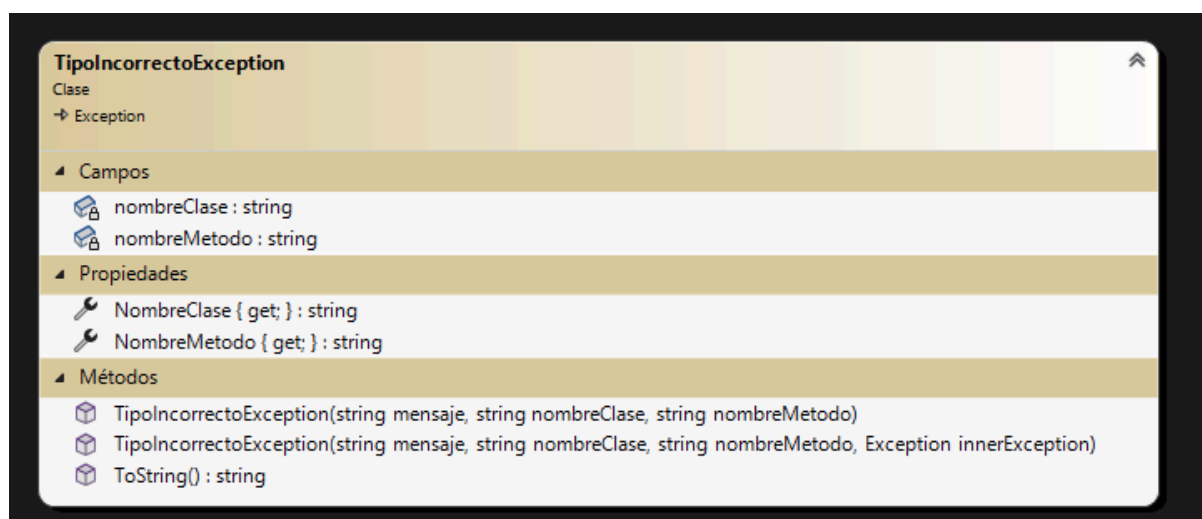 TipoIncorrectoException
Clase
Exception
Campos
nombreClase : string
nombreMetodo : string
Propiedades
NombreClase { get; } : string
NombreMetodo { get; } : string
Métodos
TipoIncorrectoException(string mensaje, string nombreClase, string nombreMetodo)
TipoIncorrectoException(string mensaje, string nombreClase, string nombreMetodo, Exception innerException)
ToString() : string